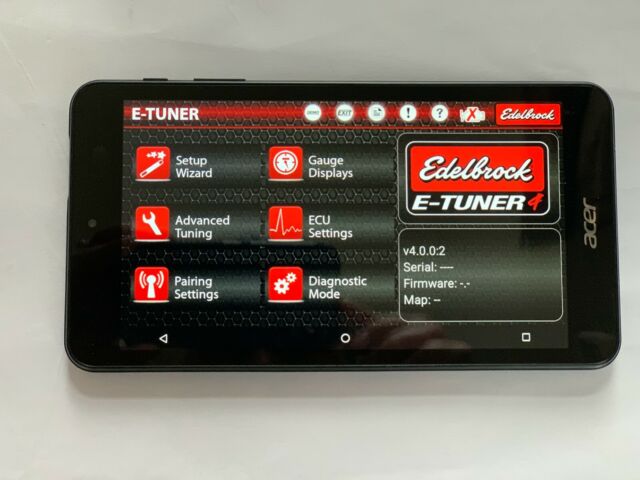 E-TUNER
DEMO
EXIT
!
?
X
Edelbrock
Setup
Wizard
Gauge
Displays
Advanced
Tuning
ECU
Settings
Pairing
Settings
Diagnostic
Mode
Edelbrock
E-TUNER 4
v4.0.0:2
Serial: ----
Firmware: -.-
Map: --
acer